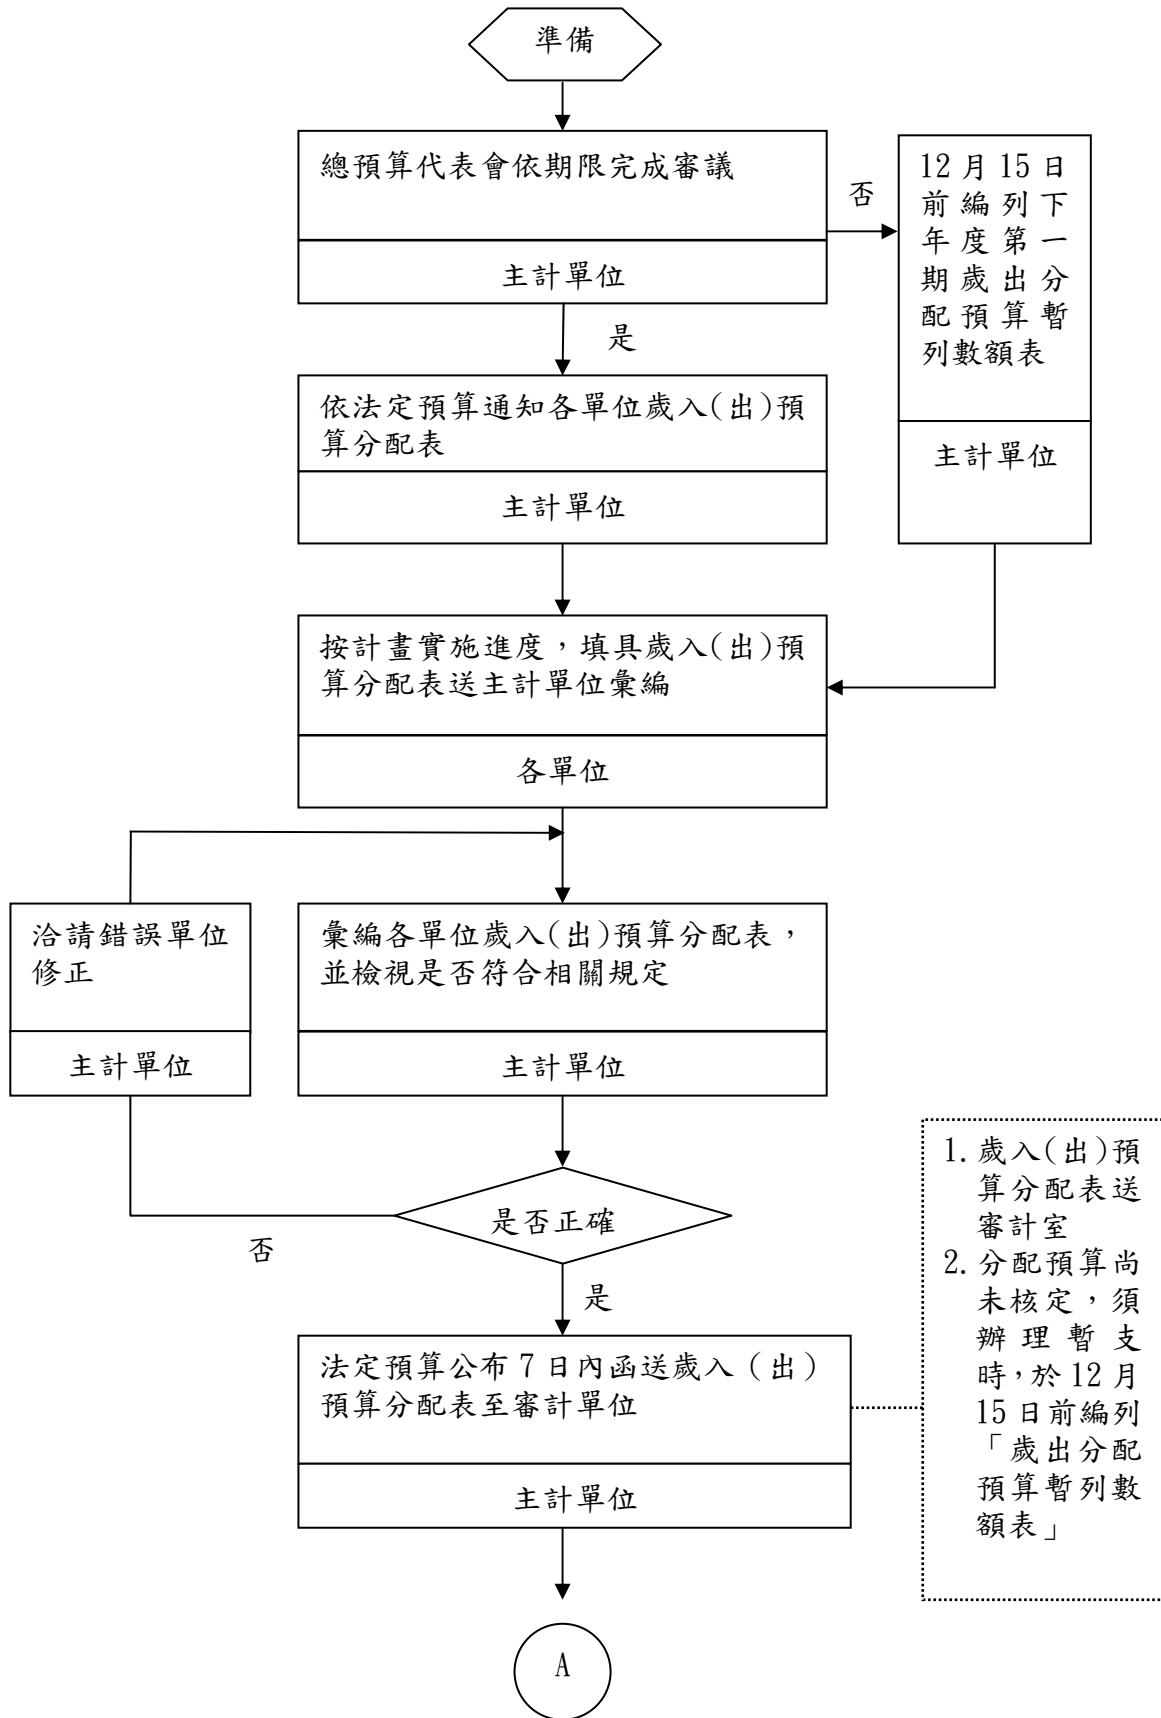 準備
總預算代表會依期限完成審議
主計單位
否
12 月 15 日
前編列下
年度第一
期歲出分
配預算暫
列數額表
主計單位
是
依法定預算通知各單位歲入(出)預
算分配表
主計單位
按計畫實施進度，填具歲入(出)預
算分配表送主計單位彙編
各單位
洽請錯誤單位
修正
主計單位
彙編各單位歲入(出)預算分配表，
並檢視是否符合相關規定
主計單位
是否正確
否
是
法定預算公布 7 日內函送歲入（出）
預算分配表至審計單位
主計單位
1. 歲入(出)預
算分配表送
審計室
2. 分配預算尚
未核定，須
辦理暫支
時，於 12 月
15 日前編列
「歲出分配
預算暫列數
額表」
A